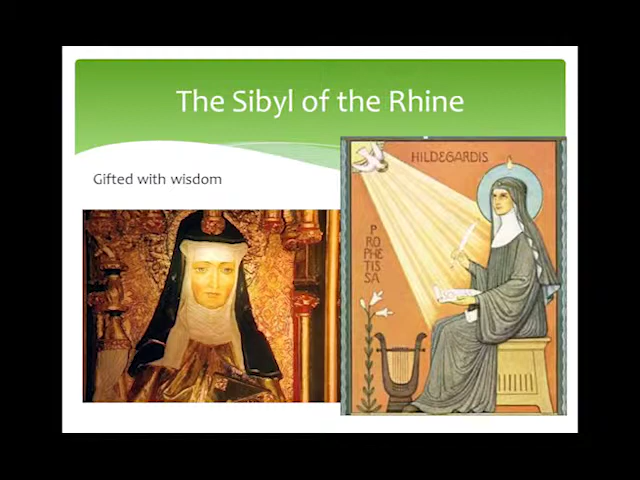 The Sibyl of the Rhine
Gifted with wisdom
HILDEGARDIS
P
RO
PHE
TIS
SA